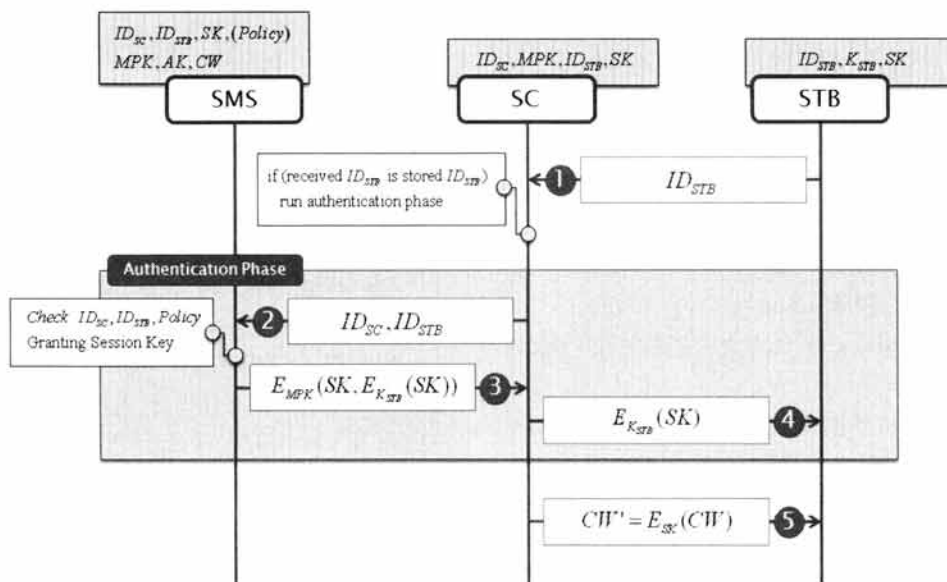 ID_SC, ID_STB, SK, (Policy)
MPK, AK, CW
SMS
ID_SC, MPK, ID_STB, SK
SC
ID_STB, K_STB, SK
STB
if (received ID_STB is stored ID_STB)
run authentication phase
1
ID_STB
Authentication Phase
Check ID_SC, ID_STB, Policy
Granting Session Key
2
ID_SC, ID_STB
E_MPK(SK, E_K_STB(SK))
3
E_K_STB(SK)
4
CW' = E_SK(CW)
5